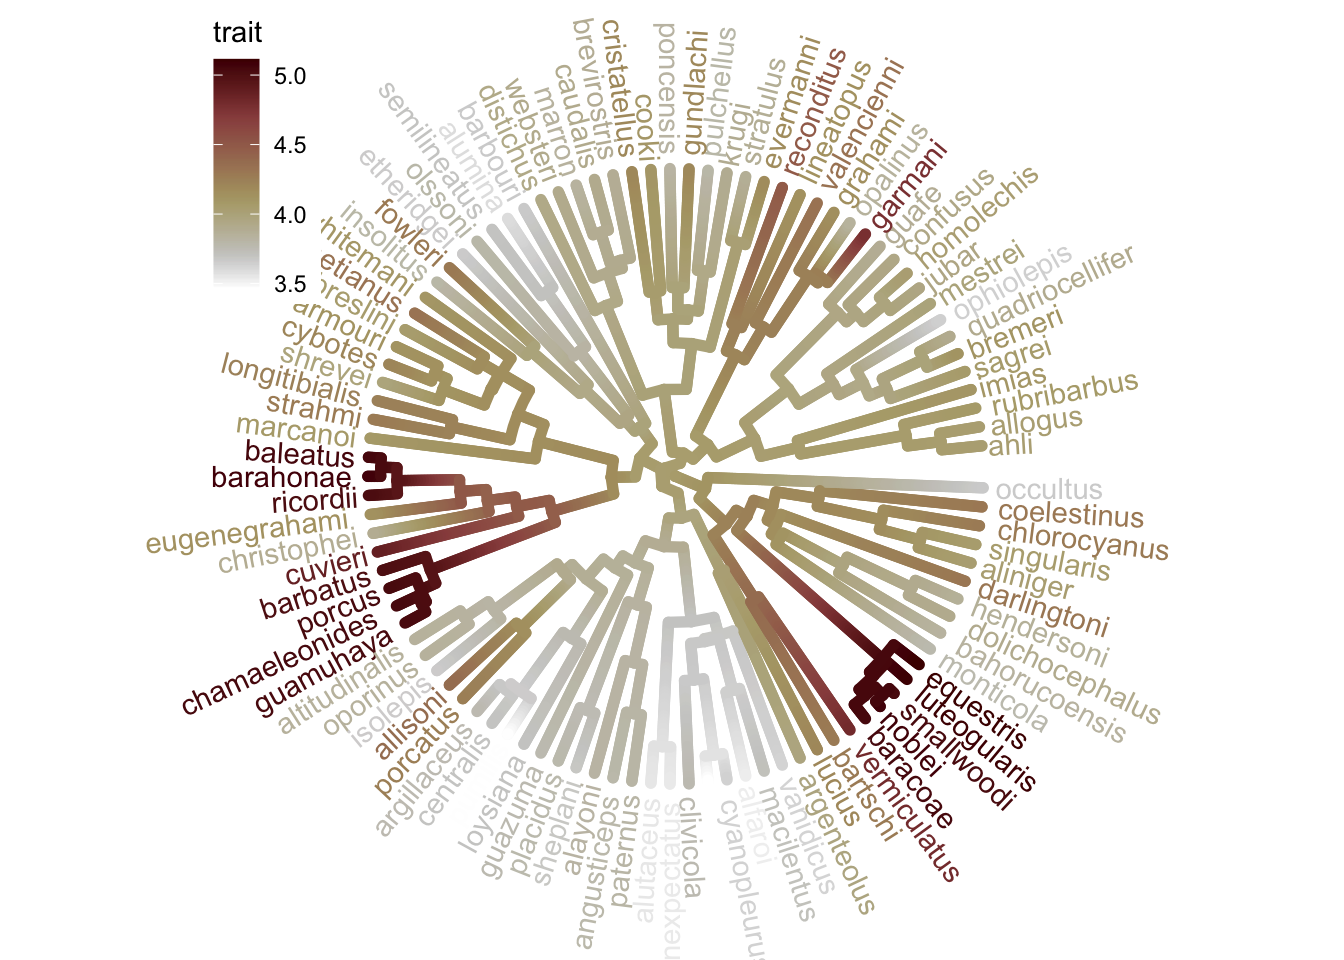 trait
5.0
4.5
4.0
3.5
ahli
allogus
rubribarbus
imias
sagrei
bremeri
quadriocellifer
ophiolepis
mestrei
jubar
homolechis
confusus
guafe
garmani
opalinus
grahami
valencienni
lineatopus
reconditus
evermanni
stratulus
krugi
pulchellus
gundlachi
poncensis
cooki
cristatellus
brevirostris
caudalis
marron
websteri
distichus
barbouri
alumina
semilineatus
olssoni
etheridgei
fowleri
insolitus
hitemani
etianus
breslini
armouri
cybotes
shrevei
longitibialis
strahmi
marcanoi
baleatus
barahonae
ricordii
eugenegrahami
christophei
cuvieri
barbatus
porcus
chamaeleonides
guamuhaya
altitudinalis
oporinus
isolepis
allisoni
porcatus
argillaceus
centralis
loysiana
guazuma
placidus
sheplani
alayoni
angusticeps
paternus
alutaceus
nexpectatus
clivicola
cyanopleurus
alfaroi
macilentus
vanidicus
argenteolus
lucius
bartschi
vermiculatus
baracoae
noblei
smallwoodi
luteogularis
equestris
monticola
bahorucoensis
dolichocephalus
hendersoni
darlingtoni
aliniger
singularis
chlorocyanus
coelestinus
occultus